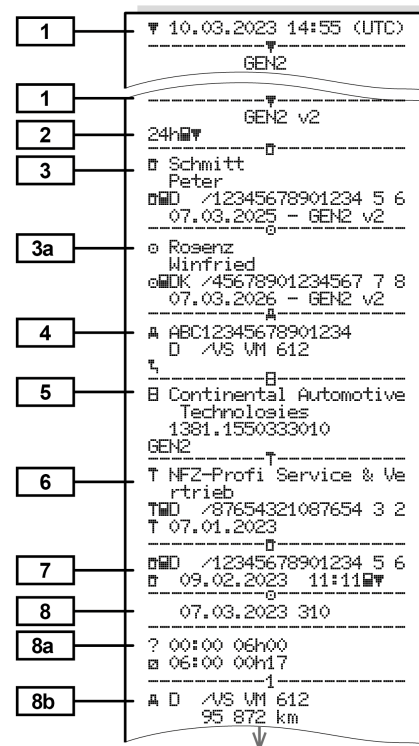 1 ▼ 10.03.2023 14:55 (UTC)
GEN2
1
GEN2 v2
2 24h
3 Schmitt
Peter
D /12345678901234 5 6
07.03.2025 - GEN2 v2
3a Rogenz
Winfried
DK /45678901234567 7 8
07.03.2026 - GEN2 v2
4 ABC12345678901234
D /VS VM 612
5 Continental Automotive
Technologies
1381.1550333010
GEN2
6 T NFZ-Profi Service & Ve
rtrieb
T D /87654321087654 3 2
T 07.01.2023
7 D /12345678901234 5 6
09.02.2023 11:11
8 07.03.2023 310
8a ? 00:00 06h00
06:00 00h17
1
8b D /VS VM 612
95 872 km